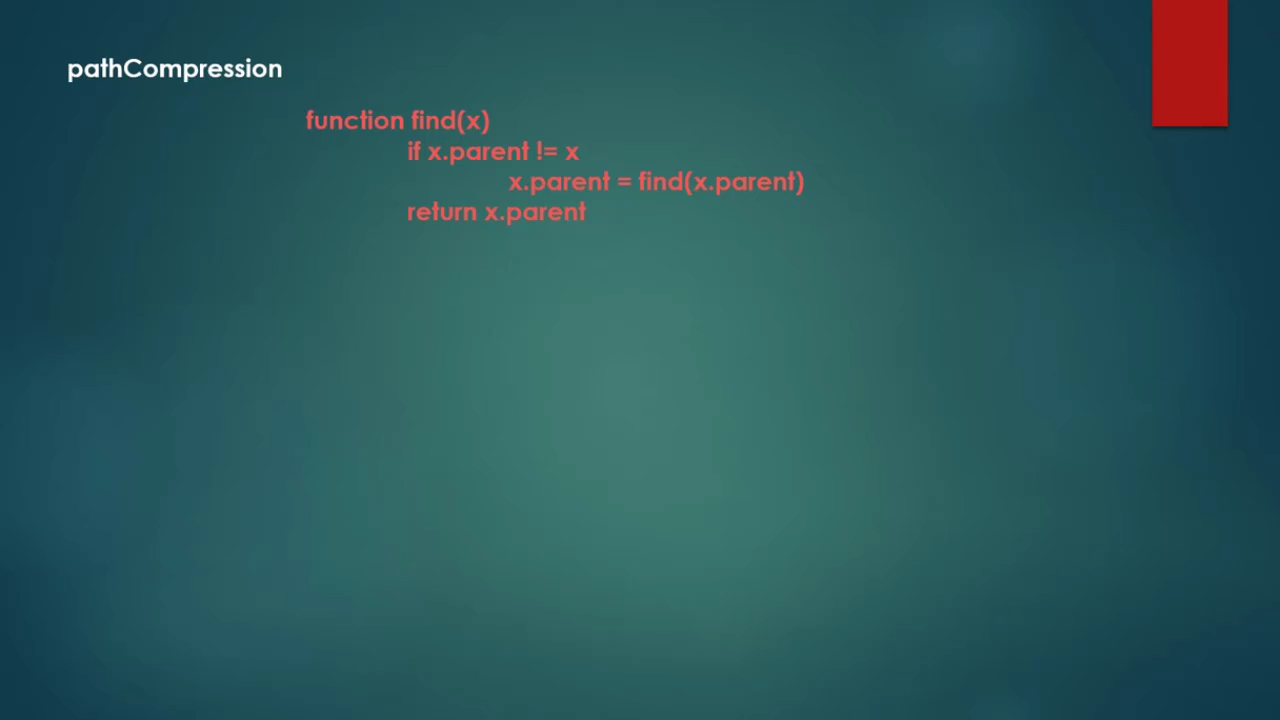 pathCompression
function find(x)
if x.parent != x
x.parent = find(x.parent)
return x.parent